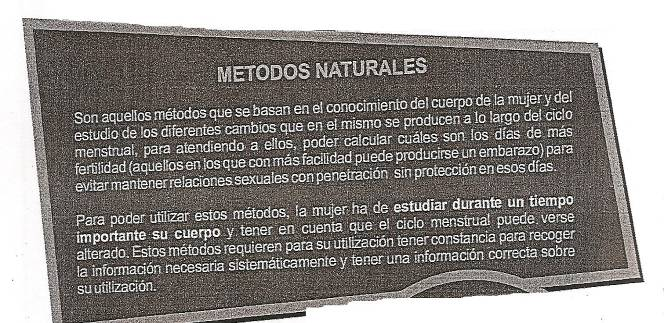 METODOS NATURALES
Son aquellos métodos que se basan en el conocimiento del cuerpo de la mujer y del
estudio de los diferentes cambios que en el mismo se producen a lo largo del ciclo
menstrual, para atendiendo a ellos, poder calcular cuáles son los días de más
fertilidad (aquellos en los que con más facilidad puede producirse un embarazo) para
evitar mantener relaciones sexuales con penetración sin protección en esos días.
Para poder utilizar estos métodos, la mujer ha de estudiar durante un tiempo
importante su cuerpo y tener en cuenta que el ciclo menstrual puede verse
alterado. Estos métodos requieren para su utilización tener constancia para recoger
la información necesaria sistemáticamente y tener una información correcta sobre
su utilización.